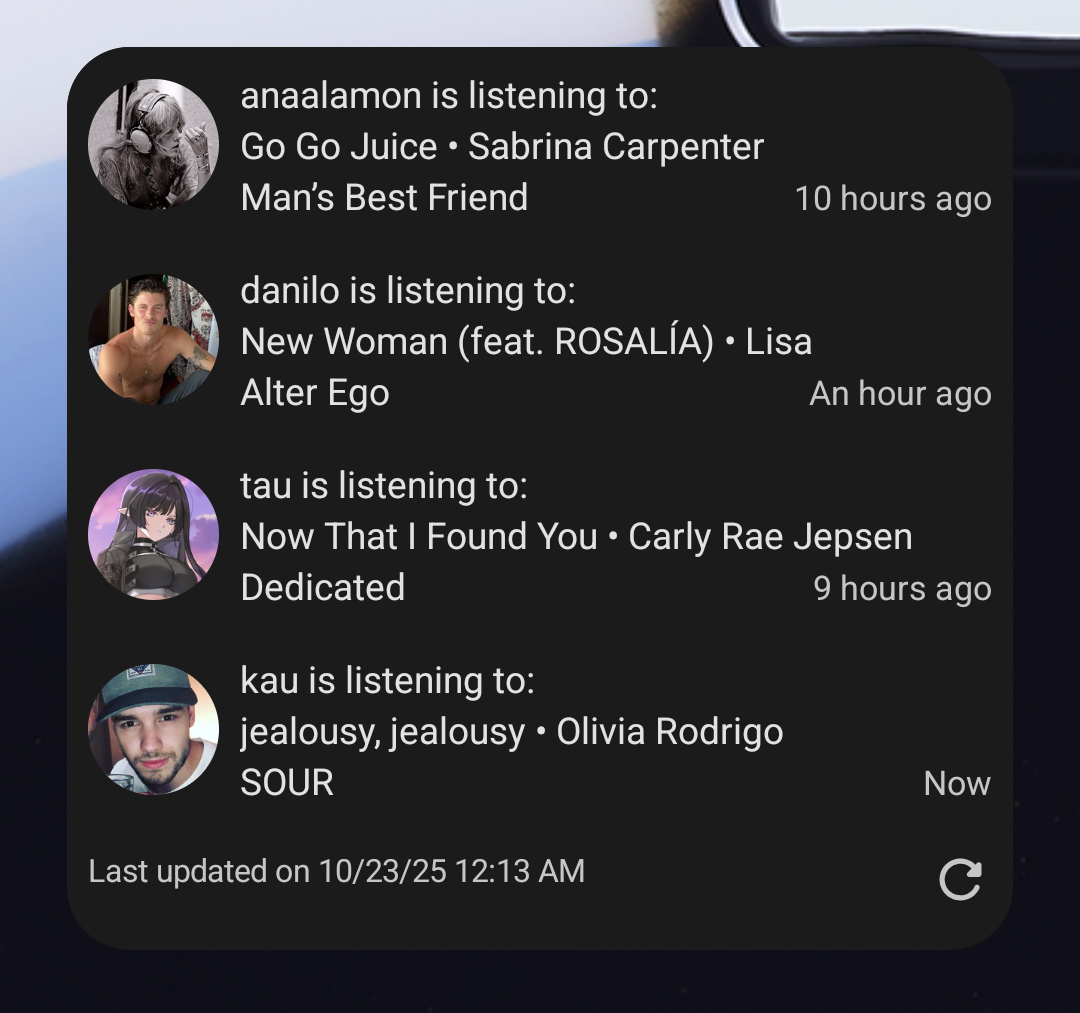 anaalamon is listening to:
Go Go Juice • Sabrina Carpenter
Man’s Best Friend
10 hours ago
danilo is listening to:
New Woman (feat. ROSALÍA) • Lisa
Alter Ego
An hour ago
tau is listening to:
Now That I Found You • Carly Rae Jepsen
Dedicated
9 hours ago
kau is listening to:
jealousy, jealousy • Olivia Rodrigo
SOUR
Now
Last updated on 10/23/25 12:13 AM